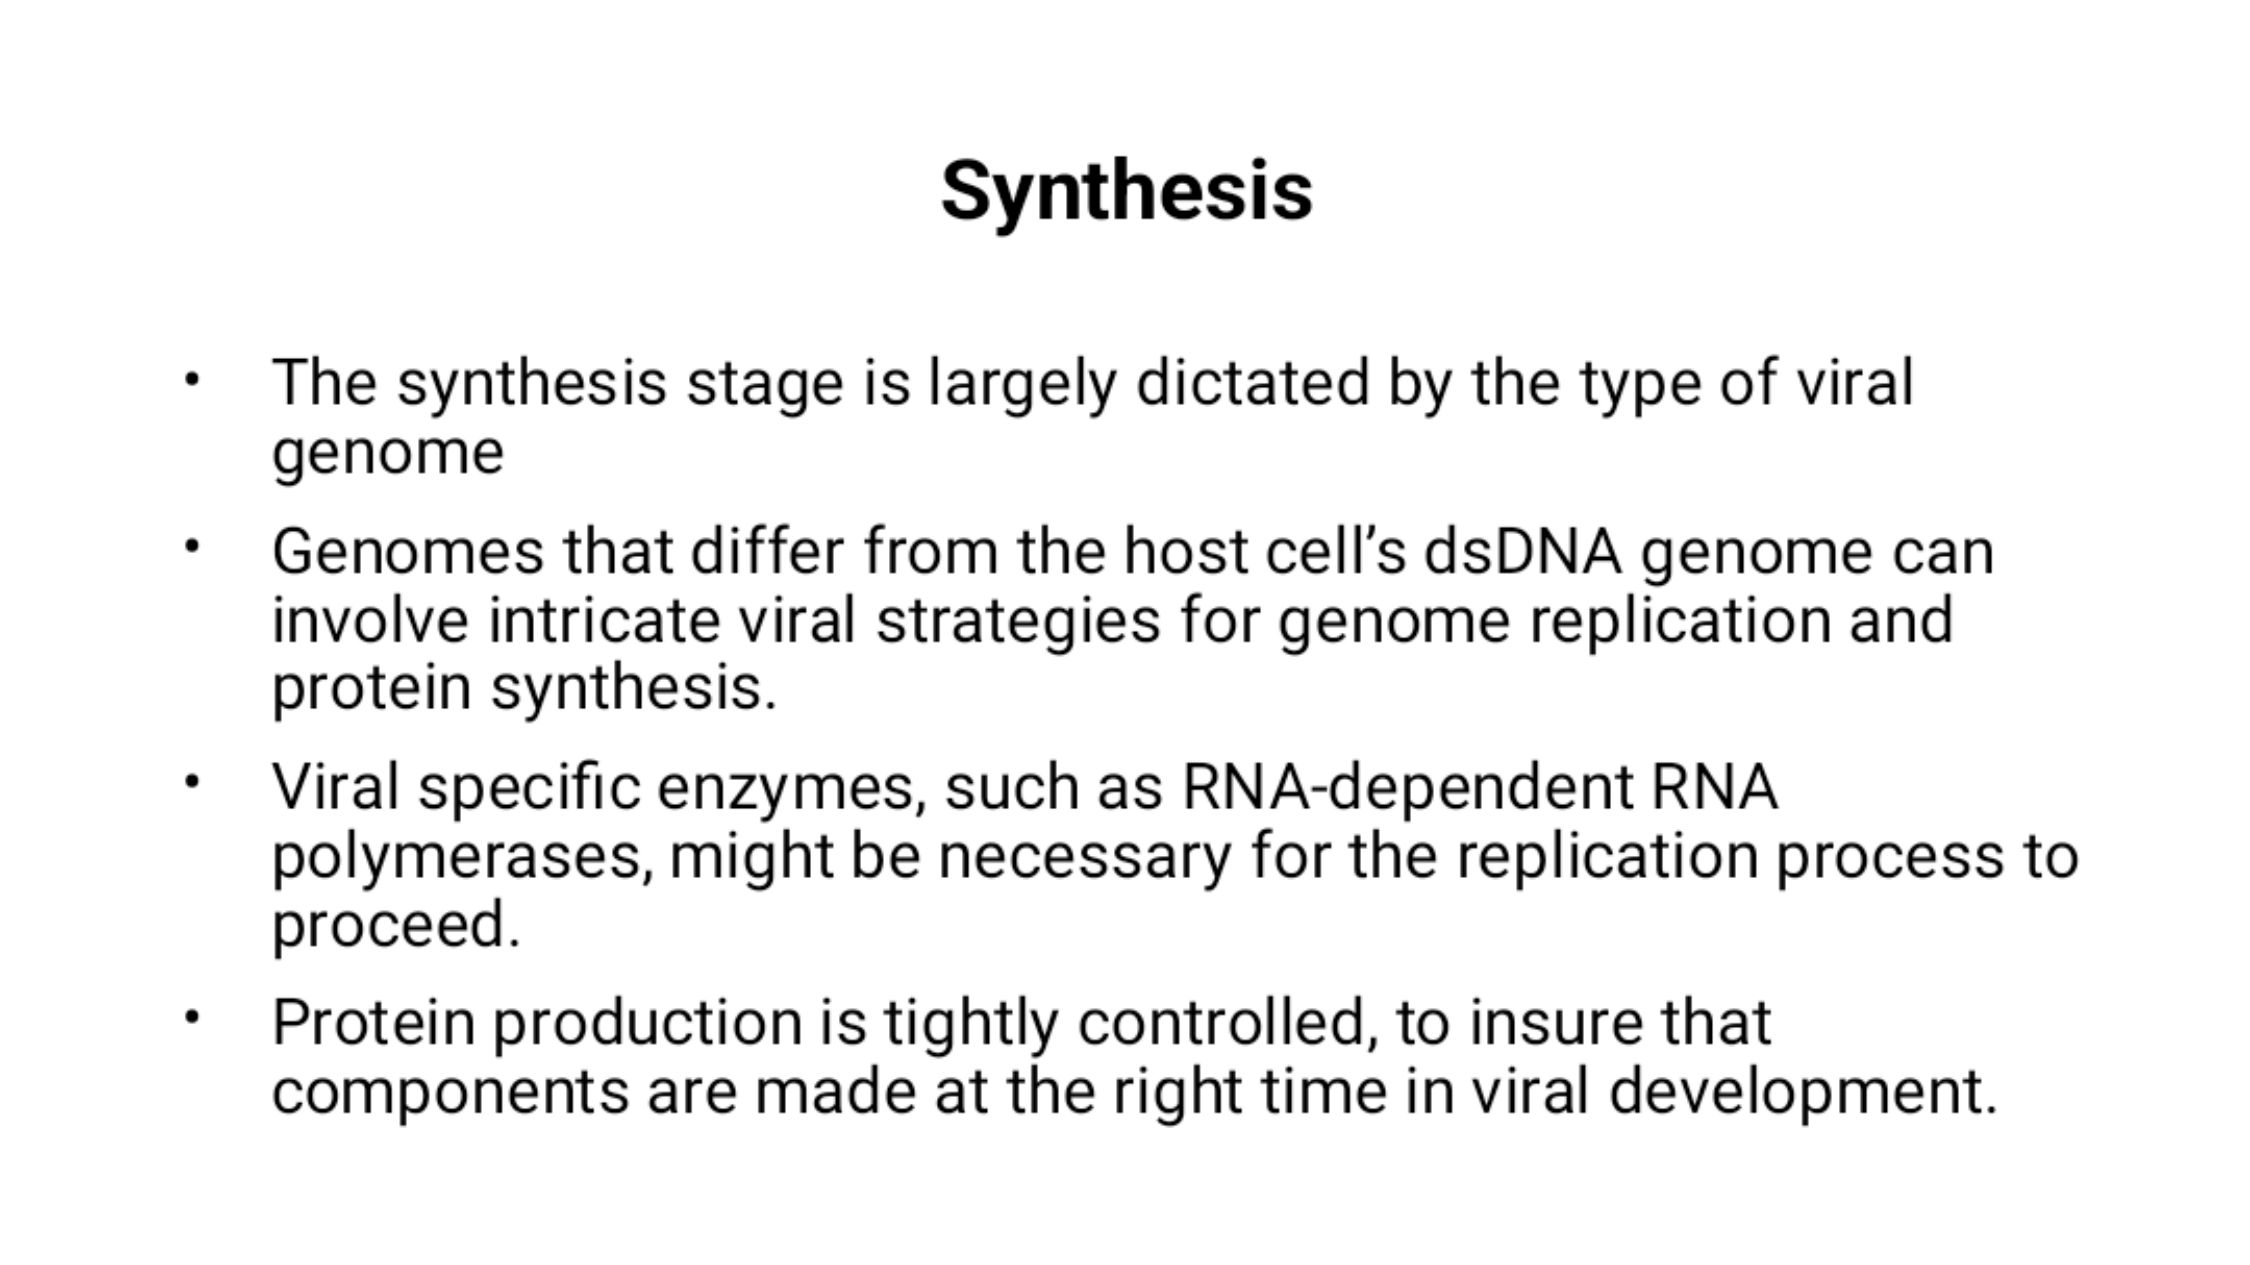 Synthesis
• The synthesis stage is largely dictated by the type of viral
genome
• Genomes that differ from the host cell’s dsDNA genome can
involve intricate viral strategies for genome replication and
protein synthesis.
• Viral specific enzymes, such as RNA-dependent RNA
polymerases, might be necessary for the replication process to
proceed.
• Protein production is tightly controlled, to insure that
components are made at the right time in viral development.